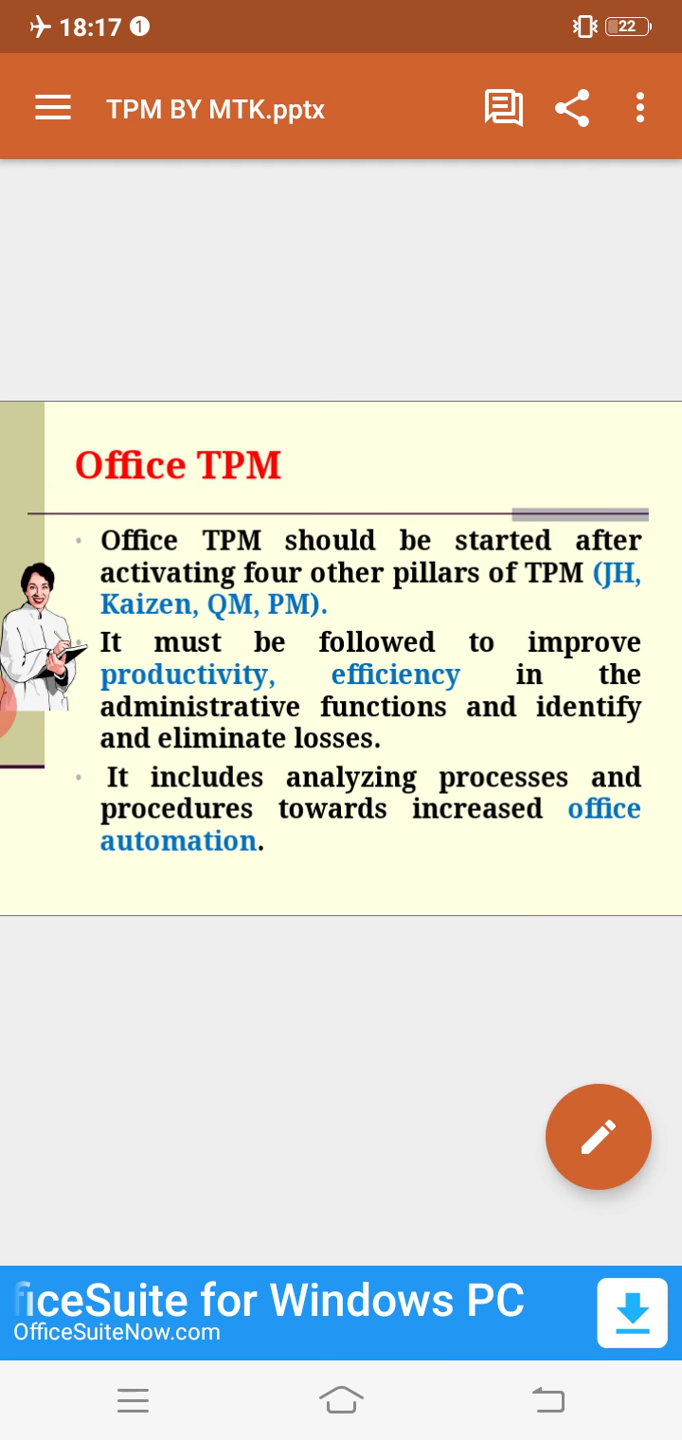 18:17 1
22
TPM BY MTK.pptx
Office TPM
Office TPM should be started after
activating four other pillars of TPM (JH,
Kaizen, QM, PM).
It must be followed to improve
productivity, efficiency in the
administrative functions and identify
and eliminate losses.
It includes analyzing processes and
procedures towards increased office
automation.
ficeSuite for Windows PC
OfficeSuiteNow.com